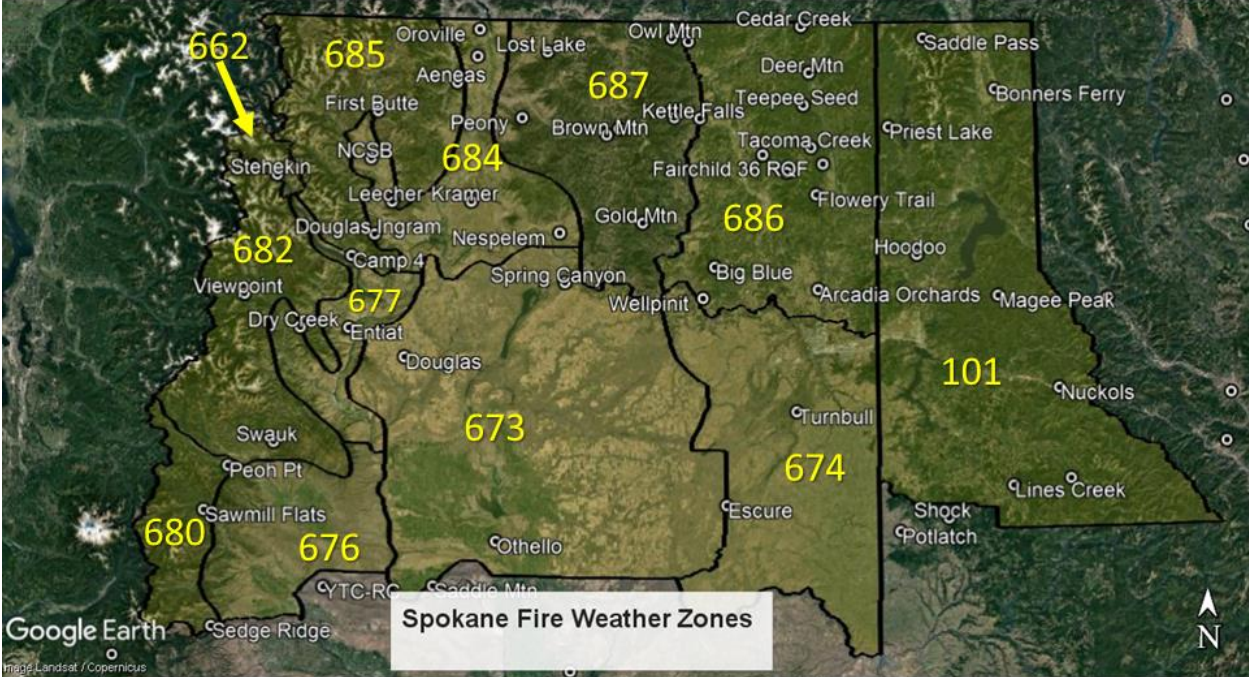 Cedar Creek
Oroville
Owl Mtn
662
685
Lost Lake
Saddle Pass
Aeneas
687
Deer Mtn
First Butte
Teepee Seed
Bonners Ferry
Peony
Kettle Falls
Brown Mtn
Priest Lake
NCSB
684
Tacoma Creek
Stehekin
Fairchild 36 RQF
Leecher Kramer
Flowery Trail
Gold Mtn
686
Douglas-Ingram
Nespelem
Hoodoo
682
Camp 4
Spring Canyon
Big Blue
Viewpoint
677
Wellpinit
Arcadia Orchards
Magee Peak
Dry Creek
Entiat
Douglas
101
Nuckols
673
Turnbull
Swauk
Peoh Pt
674
Lines Creek
Sawmill Flats
Escure
Shock
680
676
Othello
Potlatch
YTC-RC
Saddle Mtn
Spokane Fire Weather Zones
Google Earth
Sedge Ridge
N
Image Landsat / Copernicus